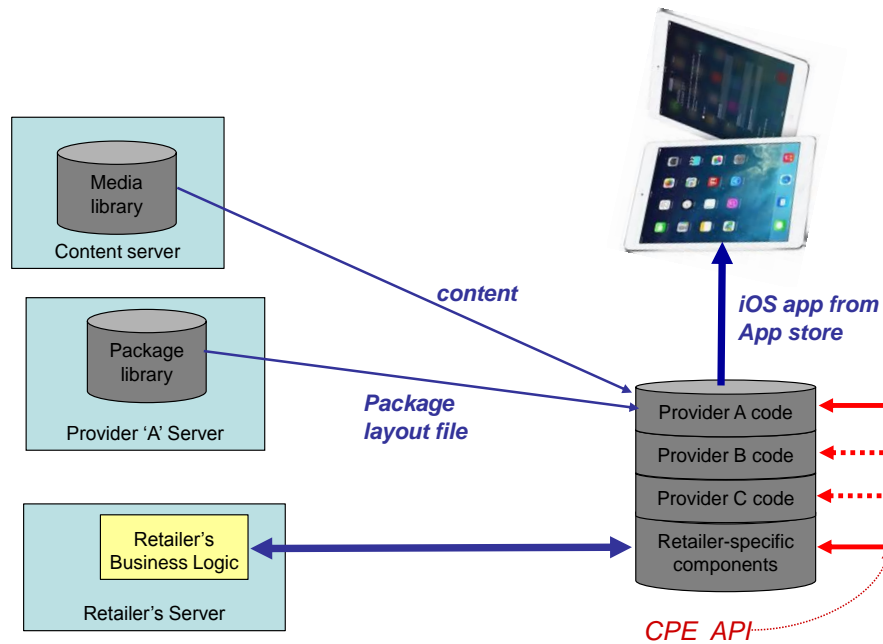 Media
library
Content server
content
iOS app from
App store
Package
library
Provider ‘A’ Server
Package
layout file
Provider A code
Provider B code
Provider C code
Retailer-specific
components
Retailer’s
Business Logic
Retailer’s Server
CPE API